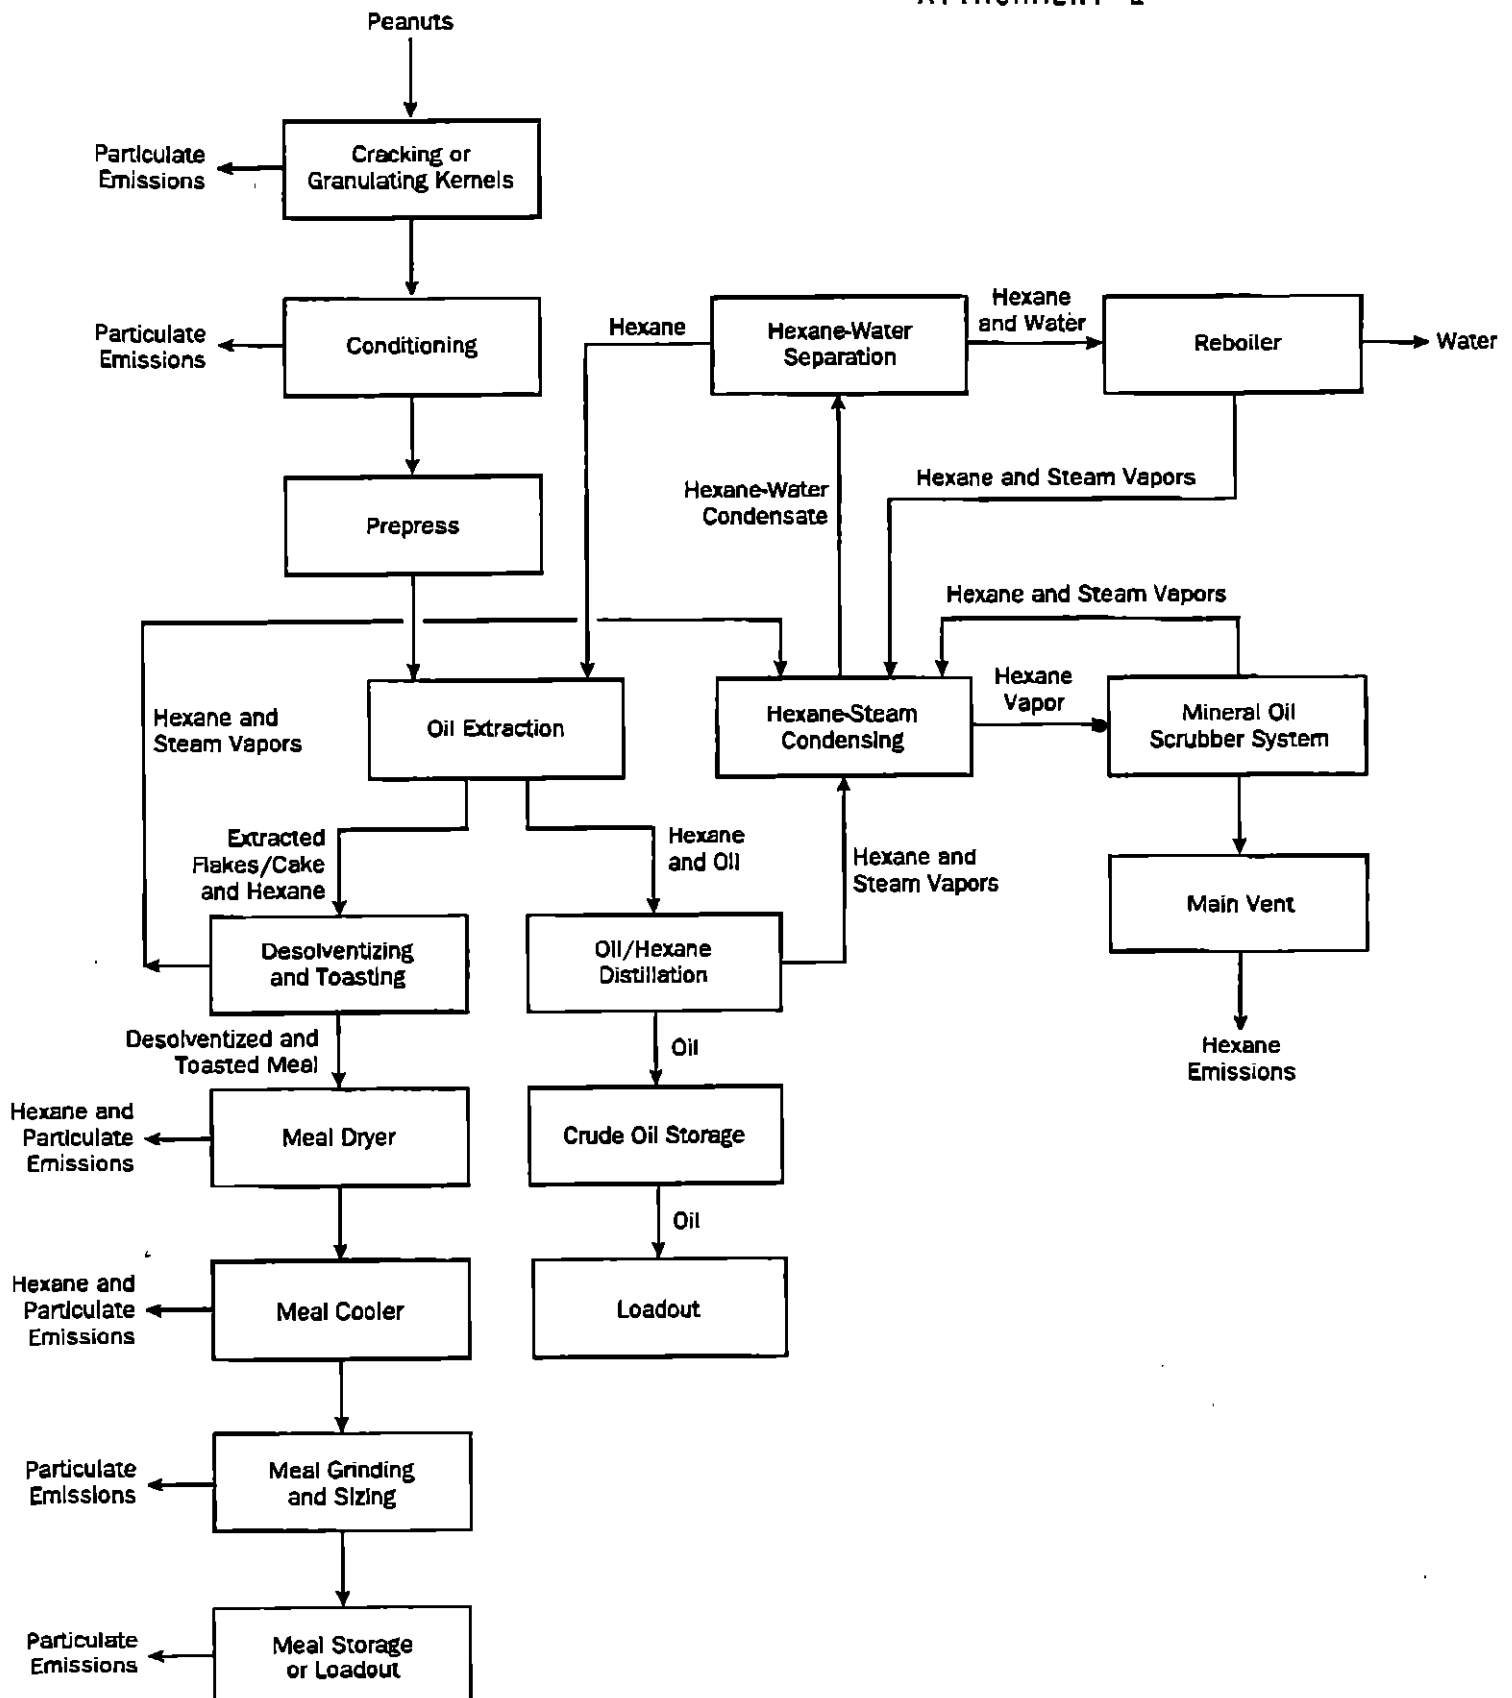 Peanuts
Particulate
Emissions
Cracking or
Granulating Kernels
Particulate
Emissions
Conditioning
Hexane
Hexane-Water
Separation
Hexane
and Water
Reboiler
Water
Prepress
Hexane-Water
Condensate
Hexane and Steam Vapors
Hexane and Steam Vapors
Hexane and
Steam Vapors
Oil Extraction
Hexane-Steam
Condensing
Hexane
Vapor
Mineral Oil
Scrubber System
Extracted
Flakes/Cake
and Hexane
Hexane
and Oil
Hexane and
Steam Vapors
Main Vent
Desolventizing
and Toasting
Oil/Hexane
Distillation
Hexane
Emissions
Desolventized and
Toasted Meal
Oil
Hexane and
Particulate
Emissions
Meal Dryer
Crude Oil Storage
Oil
Hexane and
Particulate
Emissions
Meal Cooler
Loadout
Particulate
Emissions
Meal Grinding
and Sizing
Particulate
Emissions
Meal Storage
or Loadout